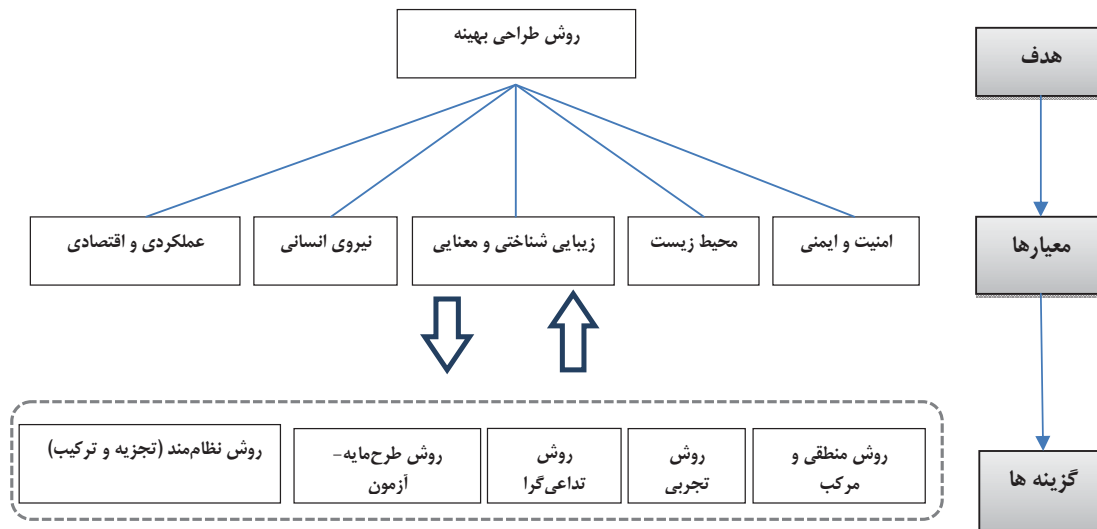 روش طراحی بهینه
هدف
امنیت و ایمنی
محیط زیست
زیبایی شناختی و معنایی
نیروی انسانی
عملکردی و اقتصادی
معیارها
روش منطقی و
مرکب
روش
تجربی
روش
تداعی‌گرا
روش طرح‌مایه-
آزمون
روش نظام‌مند (تجزیه و ترکیب)
گزینه ها